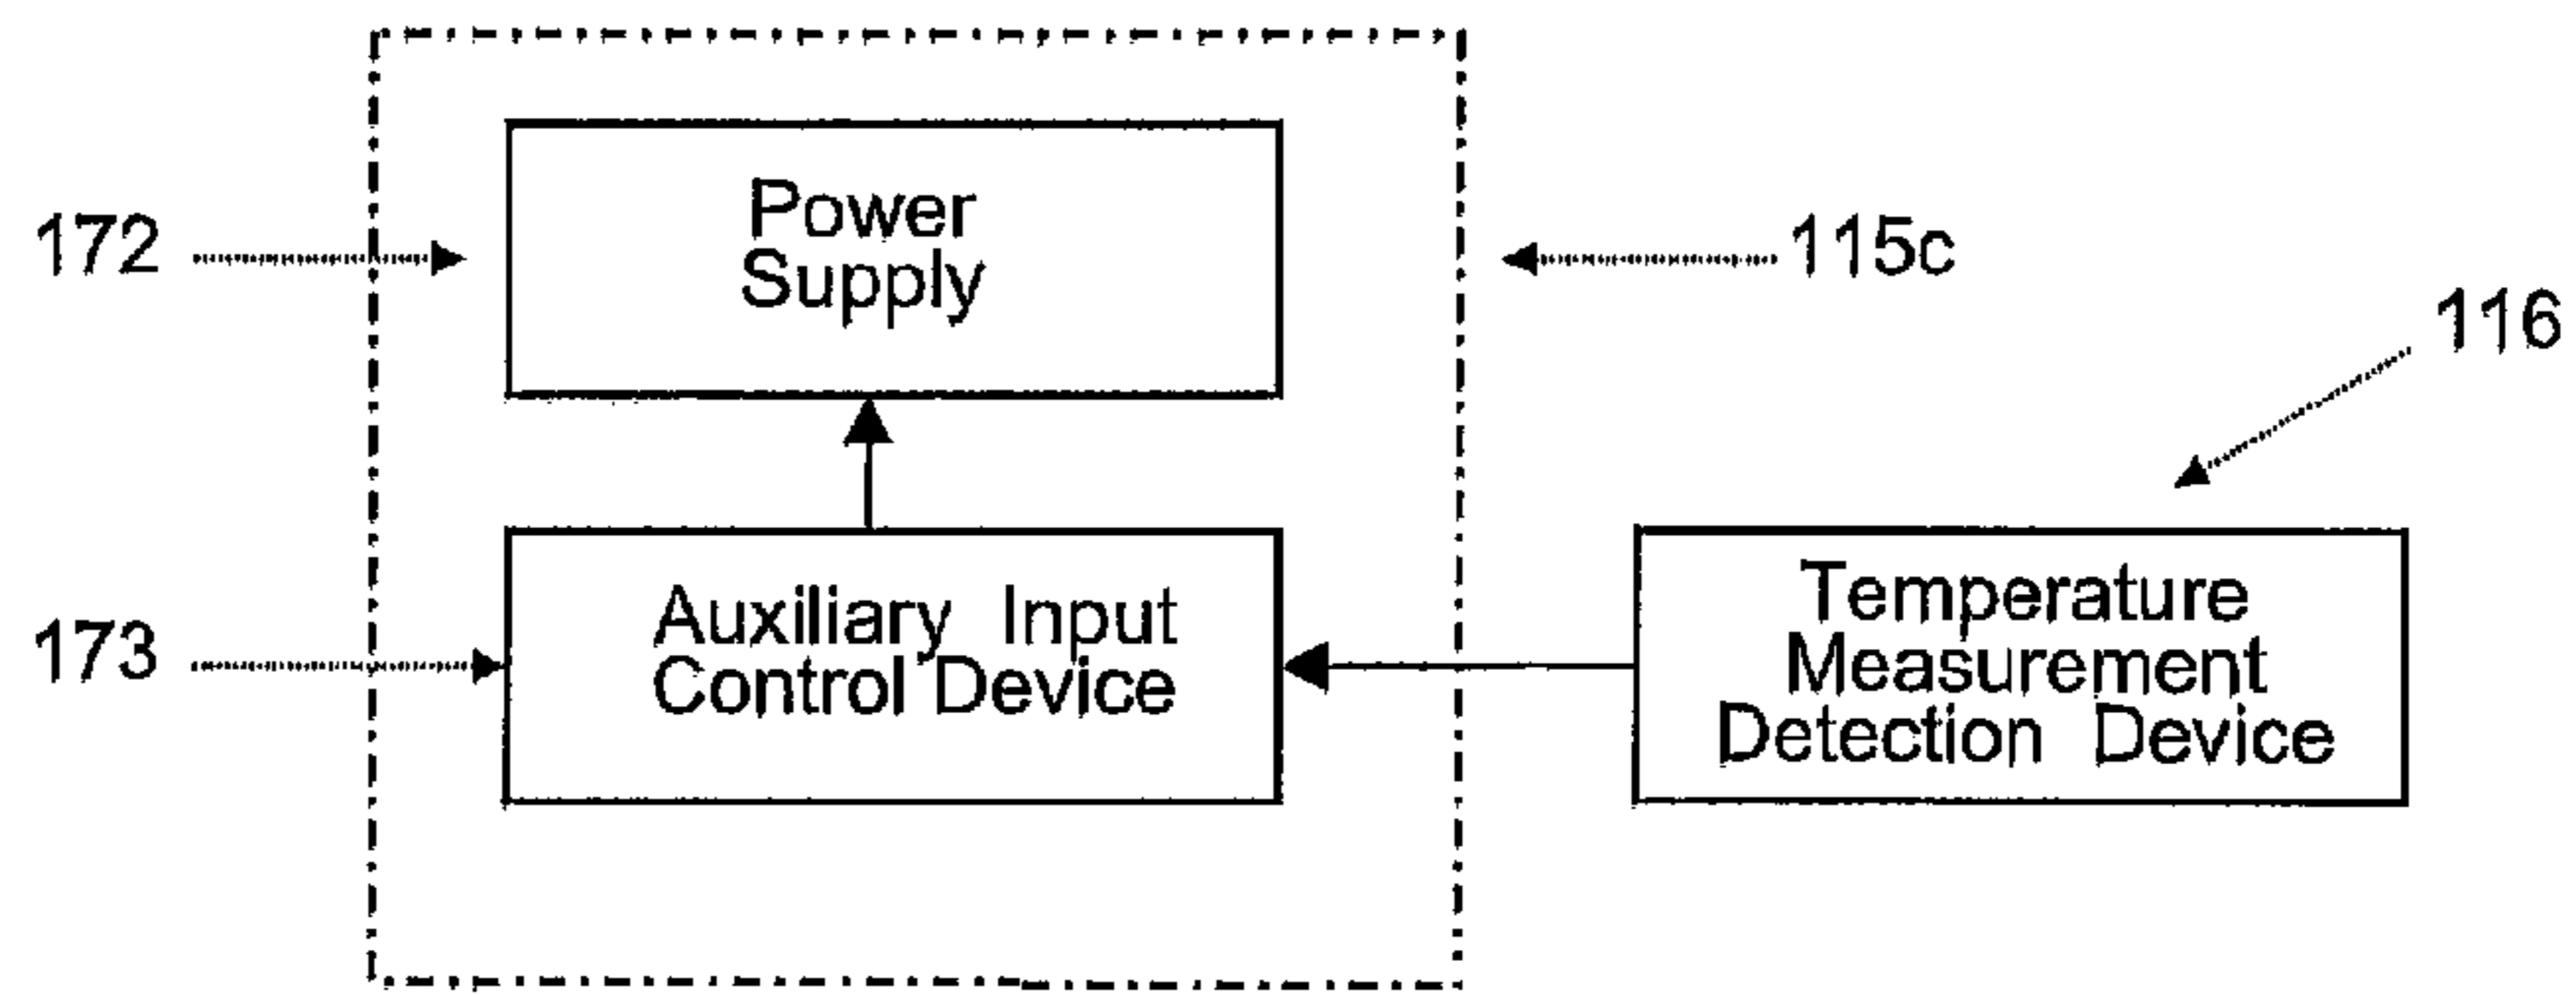 Power
Supply
172
115c
116
Auxiliary Input
Control Device
173
Temperature
Measurement
Detection Device